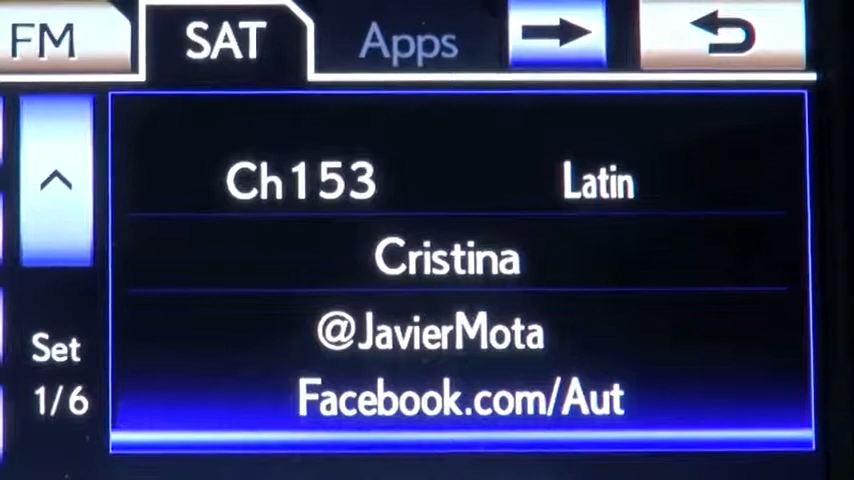 FM SAT Apps
Ch153 Latin
Cristina
@JavierMota
Set
Facebook.com/Aut
1/6